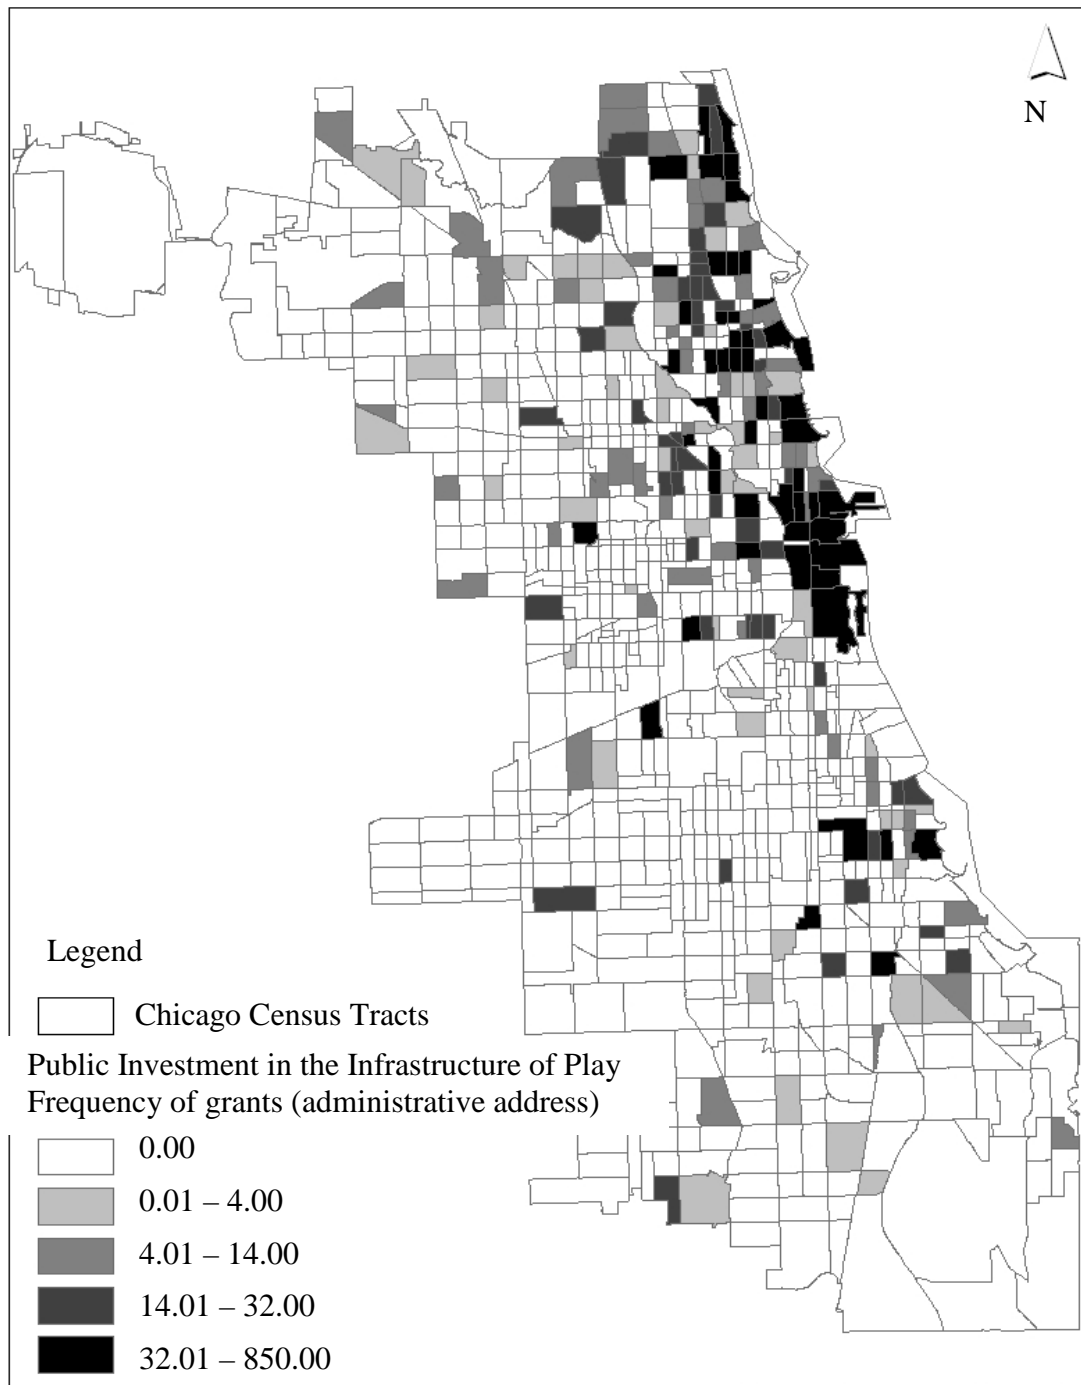 N
Legend
Chicago Census Tracts
Public Investment in the Infrastructure of Play
Frequency of grants (administrative address)
0.00
0.01 – 4.00
4.01 – 14.00
14.01 – 32.00
32.01 – 850.00